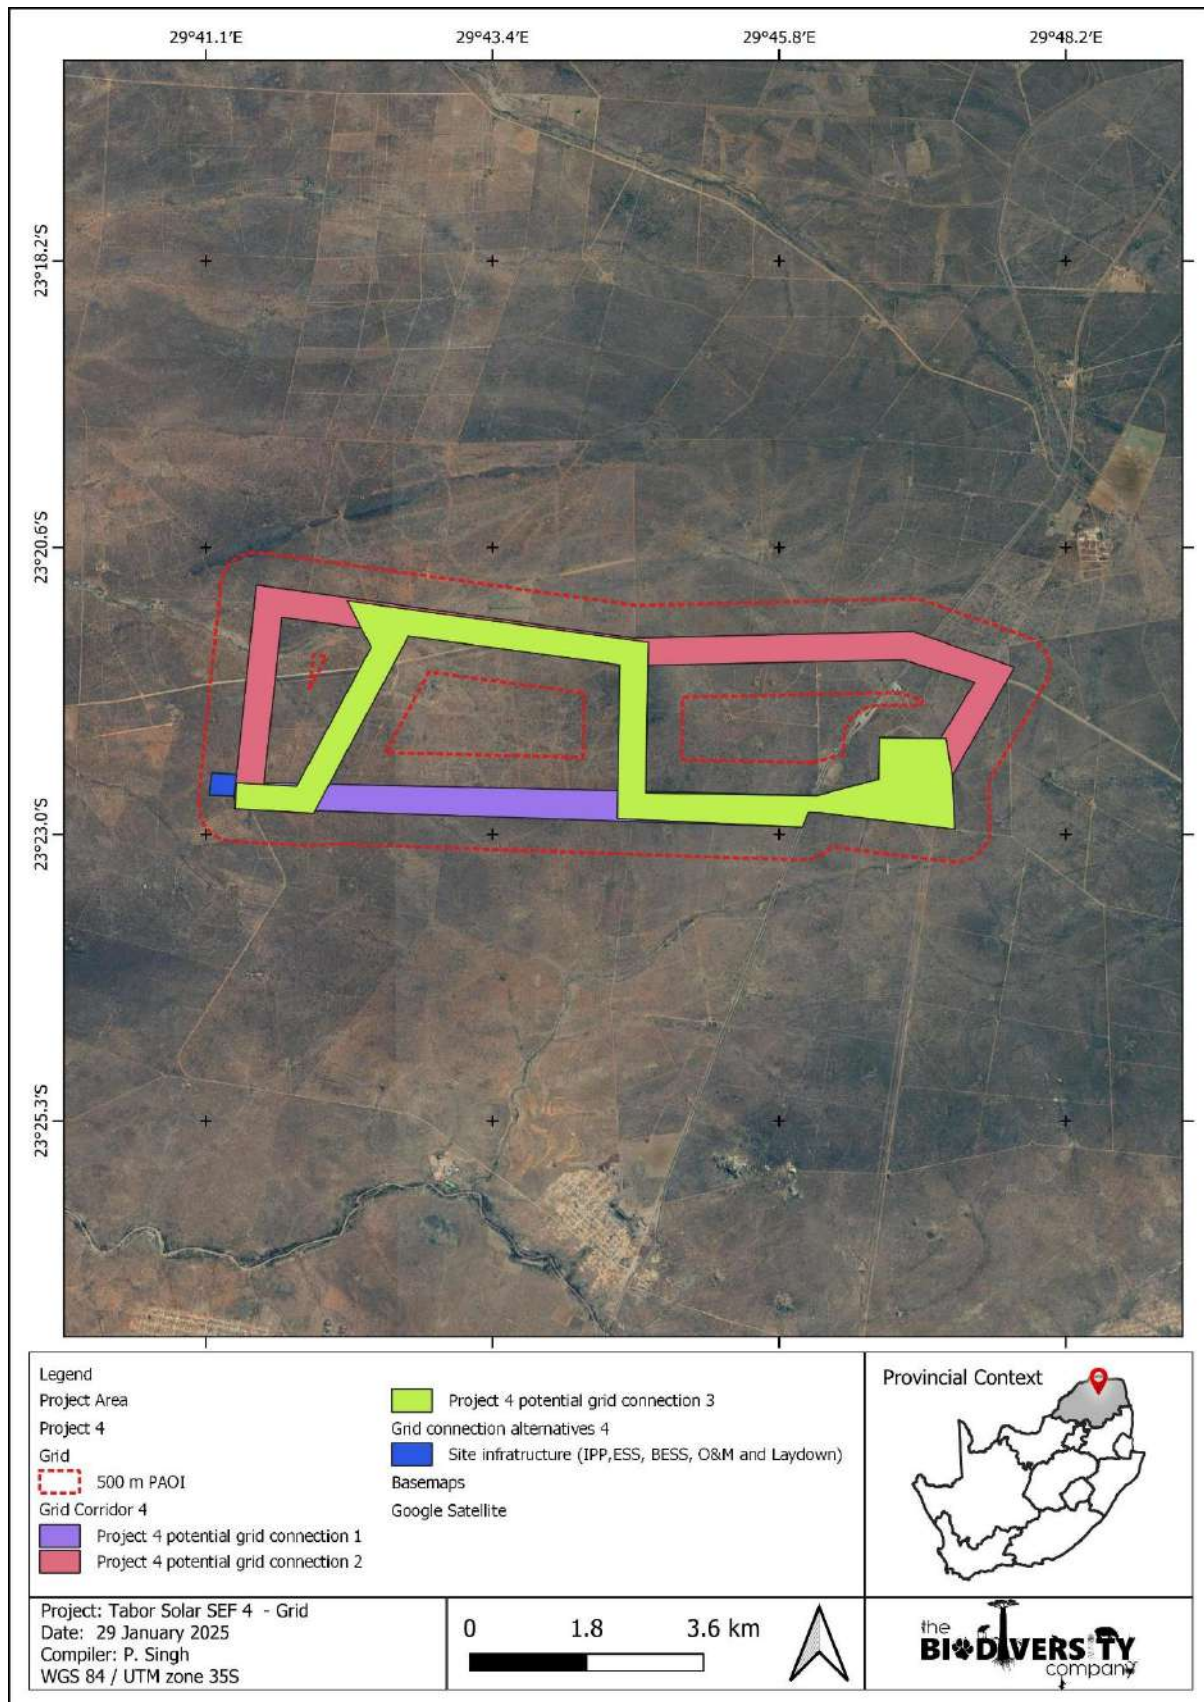 29°41.1'E 29°43.4'E 29°45.8'E 29°48.2'E
23°18.2'S
23°20.6'S
23°23.0'S
23°25.3'S
Legend
Project Area
Project 4
Grid
500 m PAOI
Grid Corridor 4
Project 4 potential grid connection 1
Project 4 potential grid connection 2
Project 4 potential grid connection 3
Grid connection alternatives 4
Site infratructure (IPP,ESS, BESS, O&M and Laydown)
Basemaps
Google Satellite
Provincial Context
Project: Tabor Solar SEF 4 - Grid
Date: 29 January 2025
Compiler: P. Singh
WGS 84 / UTM zone 35S
0 1.8 3.6 km
the
BIODIVERSITY
company